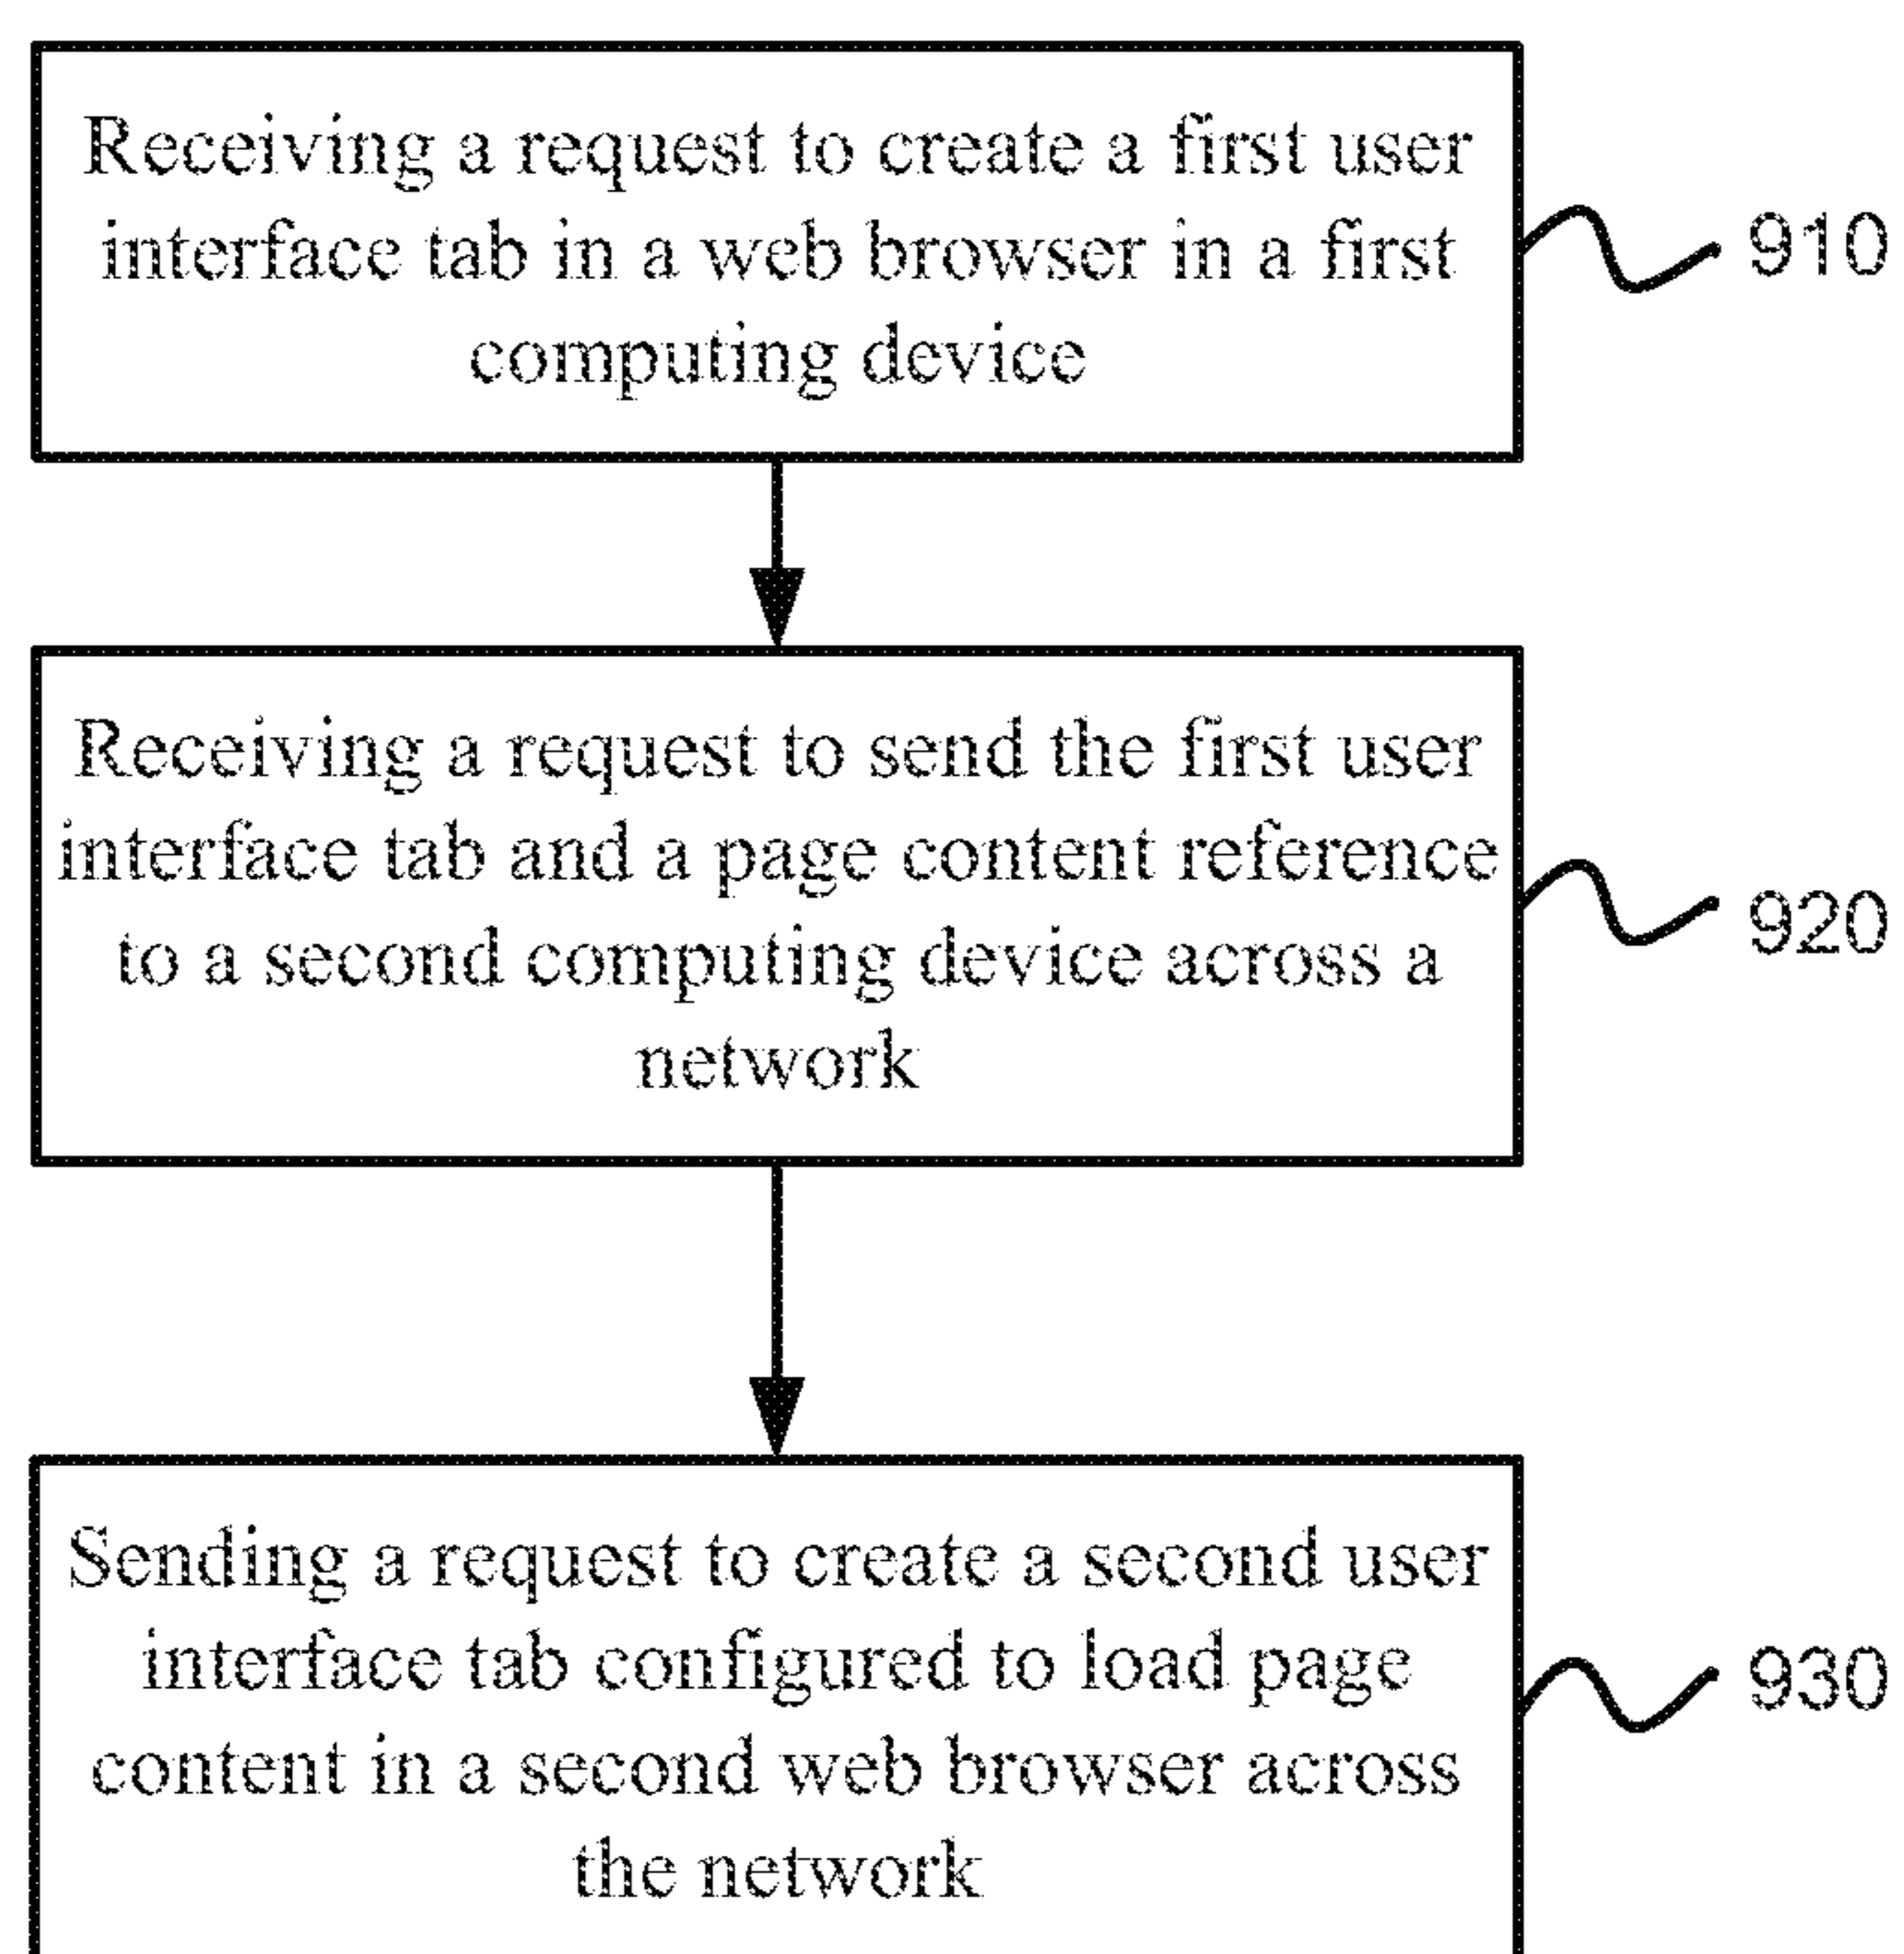 Receiving a request to create a first user
interface tab in a web browser in a first
computing device
910
Receiving a request to send the first user
interface tab and a page content reference
to a second computing device across a
network
920
Sending a request to create a second user
interface tab configured to load page
content in a second web browser across
the network
930